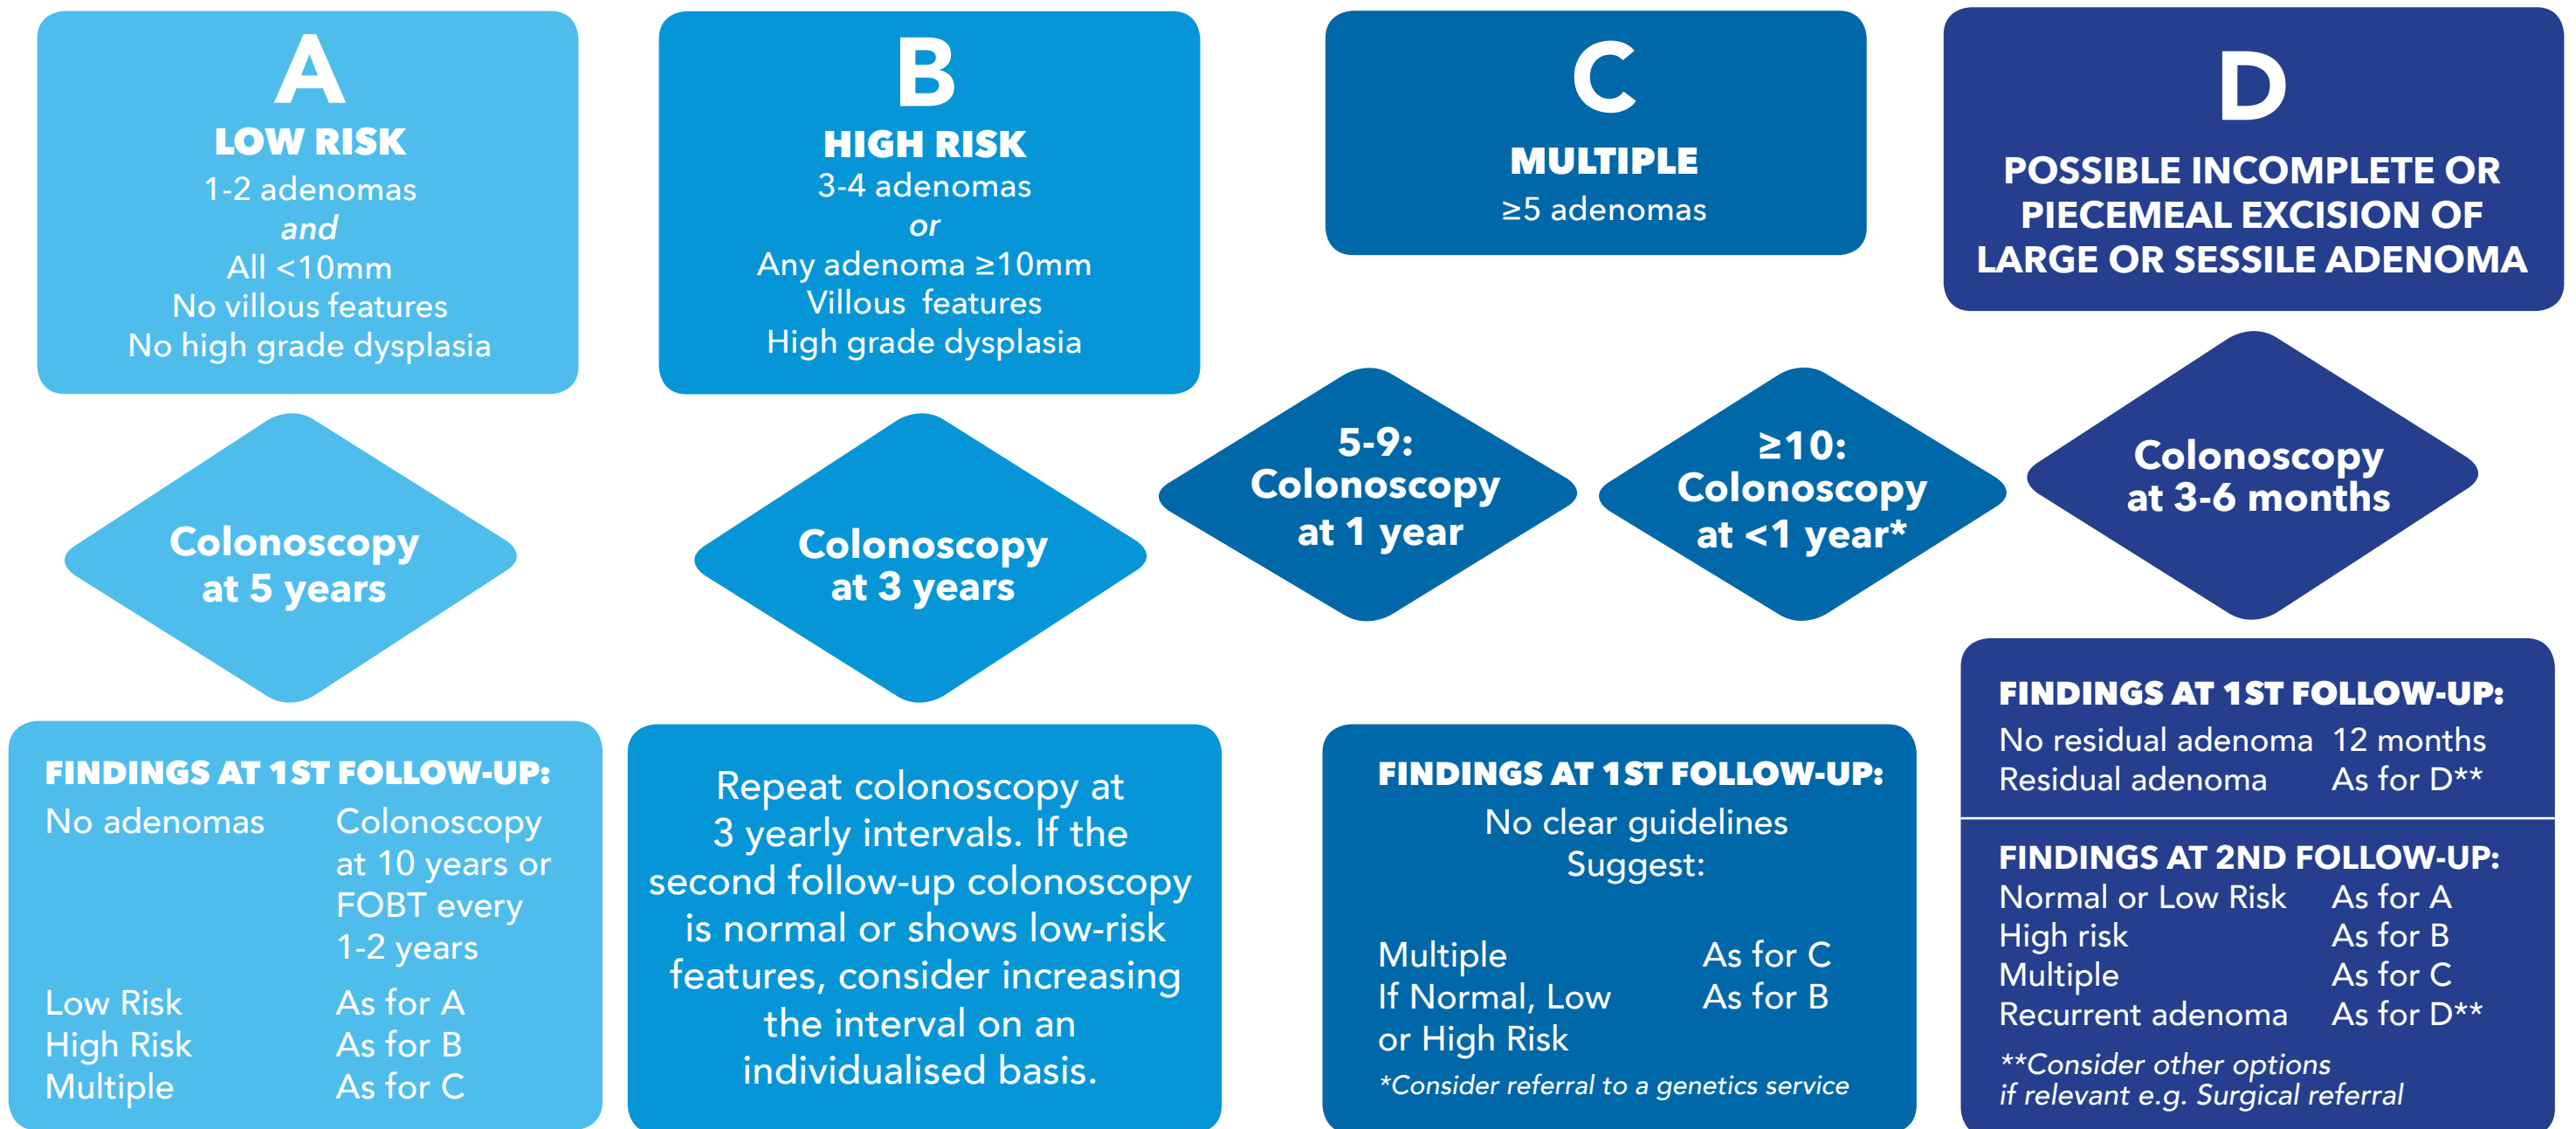 A
LOW RISK
1-2 adenomas
and
All <10mm
No villous features
No high grade dysplasia
Colonoscopy
at 5 years
FINDINGS AT 1ST FOLLOW-UP:
No adenomas Colonoscopy
at 10 years or
FOBT every
1-2 years
Low Risk As for A
High Risk As for B
Multiple As for C
B
HIGH RISK
3-4 adenomas
or
Any adenoma ≥10mm
Villous features
High grade dysplasia
Colonoscopy
at 3 years
Repeat colonoscopy at
3 yearly intervals. If the
second follow-up colonoscopy
is normal or shows low-risk
features, consider increasing
the interval on an
individualised basis.
C
MULTIPLE
≥5 adenomas
5-9:
Colonoscopy
at 1 year
≥10:
Colonoscopy
at <1 year*
FINDINGS AT 1ST FOLLOW-UP:
No clear guidelines
Suggest:
Multiple As for C
If Normal, Low As for B
or High Risk
*Consider referral to a genetics service
D
POSSIBLE INCOMPLETE OR
PIECEMEAL EXCISION OF
LARGE OR SESSILE ADENOMA
Colonoscopy
at 3-6 months
FINDINGS AT 1ST FOLLOW-UP:
No residual adenoma 12 months
Residual adenoma As for D**
FINDINGS AT 2ND FOLLOW-UP:
Normal or Low Risk As for A
High risk As for B
Multiple As for C
Recurrent adenoma As for D**
**Consider other options
if relevant e.g. Surgical referral